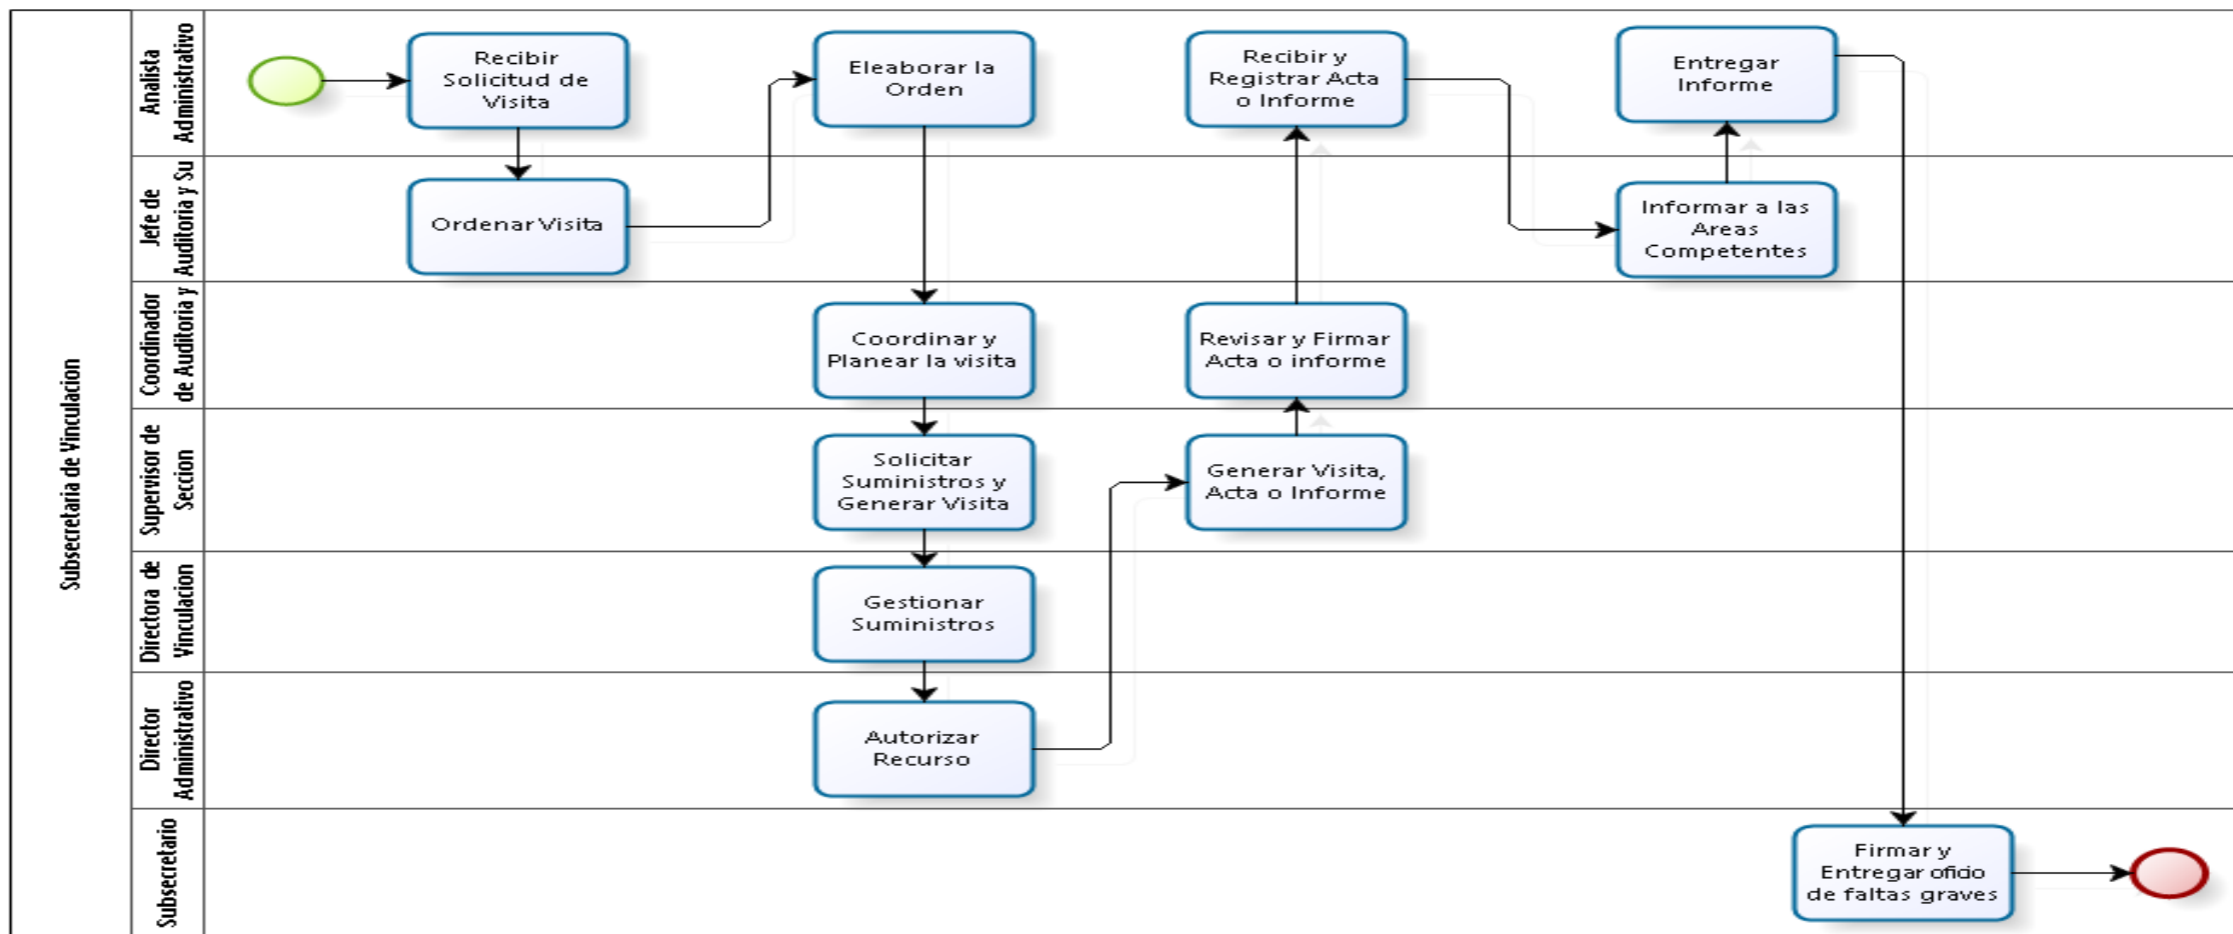 Subsecretaria de Vinculacion
Analista
Administrativo
Recibir
Solicitud de
Visita
Eleaborar la
Orden
Recibir y
Registrar Acta
o Informe
Entregar
Informe
Jefe de
Auditoria y Su
Ordenar Visita
Informar a las
Areas
Competentes
Coordinador
de Auditoria y
Coordinar y
Planear la visita
Revisar y Firmar
Acta o informe
Supervisor de
Seccion
Solicitar
Suministros y
Generar Visita
Generar Visita,
Acta o Informe
Directora de
Vinculacion
Gestionar
Suministros
Director
Administrativo
Autorizar
Recurso
Subsecretario
Firmar y
Entregar oficio
de faltas graves